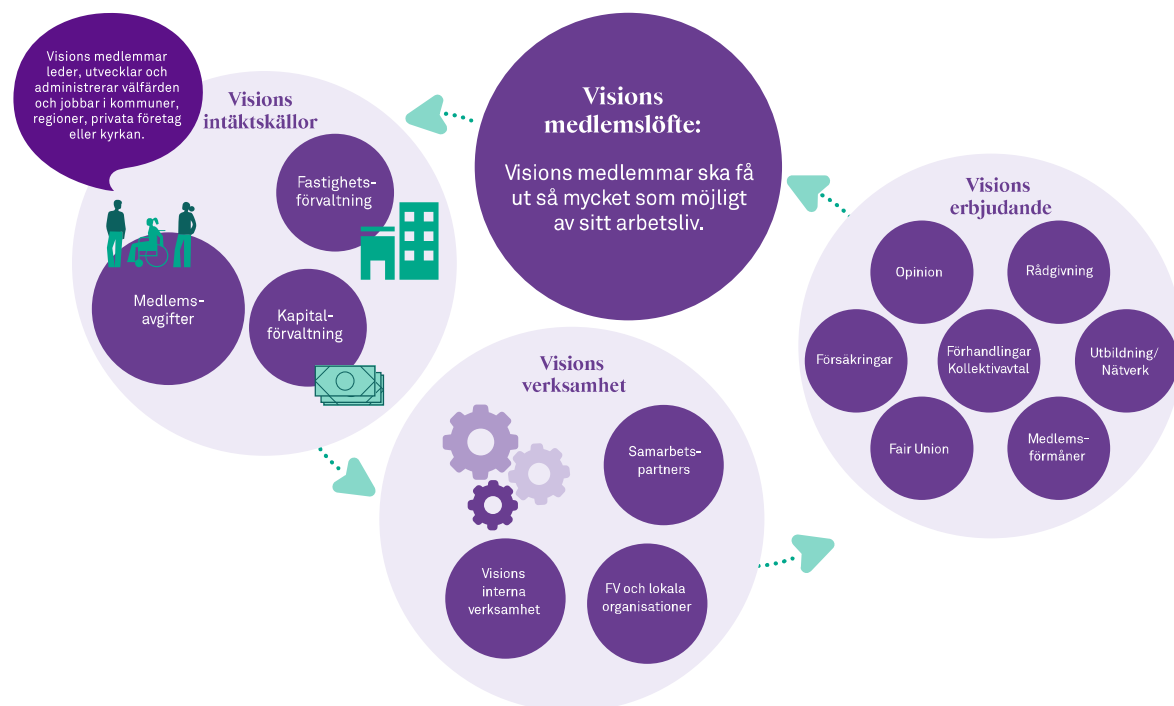 Visions medlemmar
leder, utvecklar och
administrerar välfärden
och jobbar i kommuner,
regioner, privata företag
eller kyrkan.
Visions
intäktskällor
Fastighets-
förvaltning
Medlems-
avgifter
Kapital-
förvaltning
Visions
medlemslöfte:
Visions medlemmar ska få
ut så mycket som möjligt
av sitt arbetsliv.
Visions
verksamhet
Samarbets-
partners
Visions
interna
verksamhet
FV och lokala
organisationer
Visions
erbjudande
Opinion
Rådgivning
Försäkringar
Förhandlingar
Kollektivavtal
Utbildning/
Nätverk
Fair Union
Medlems-
förmåner